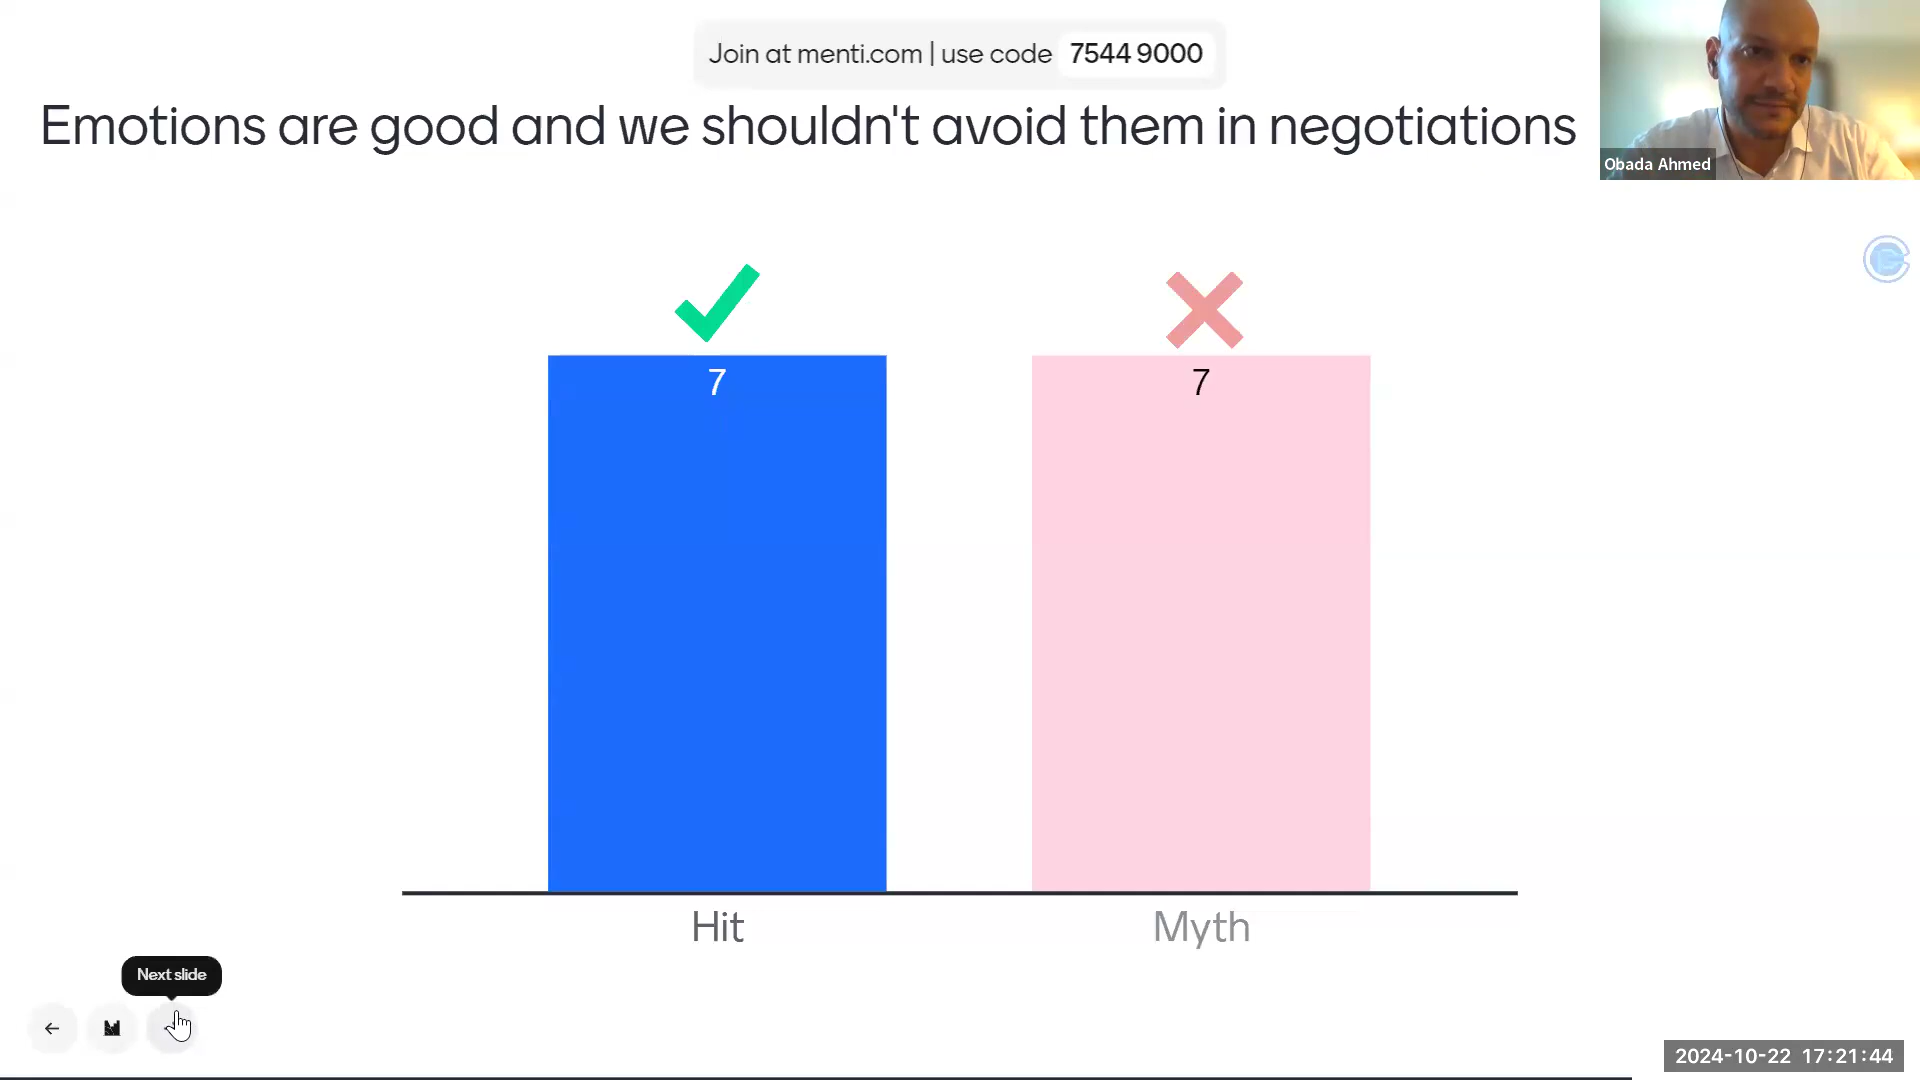 Join at menti.com | use code 7544 9000
Emotions are good and we shouldn't avoid them in negotiations
Obada Ahmed
7
7
Hit
Myth
Next slide
2024-10-22 17:21:44